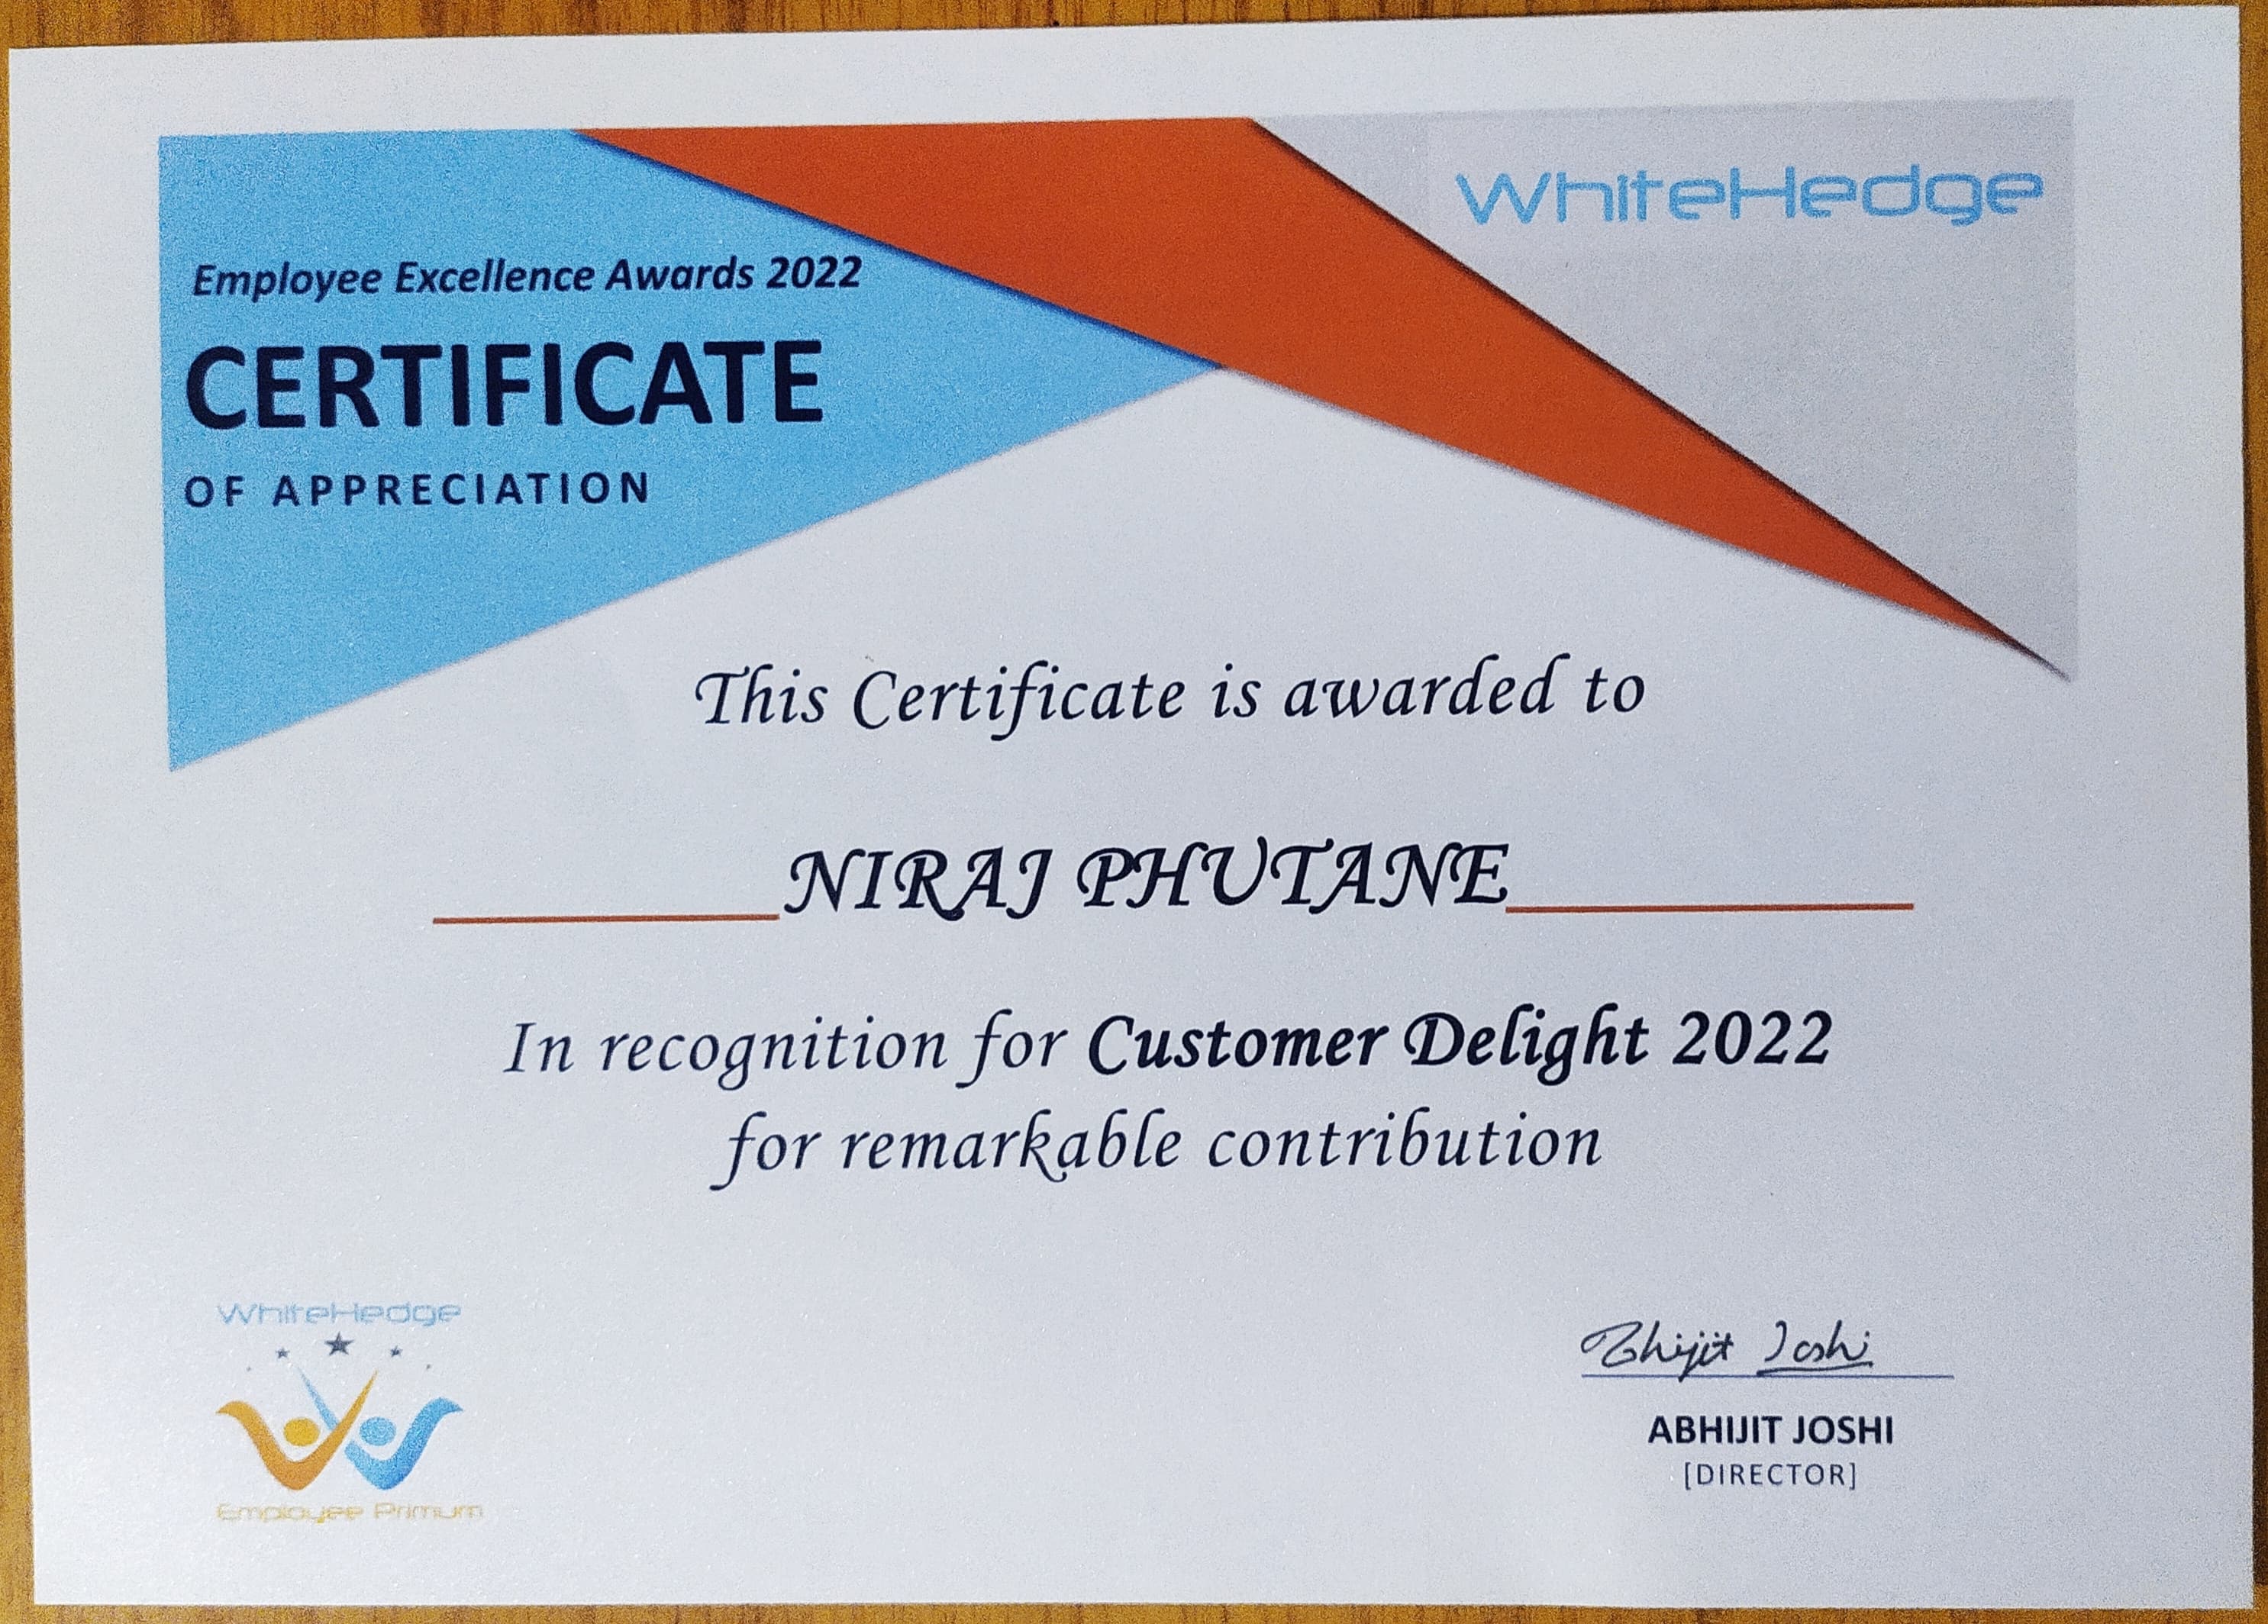 WhiteHedge
Employee Excellence Awards 2022
CERTIFICATE
OF APPRECIATION
This Certificate is awarded to
NIRAJ PHUTANE
In recognition for Customer Delight 2022
for remarkable contribution
WhiteHedge
Employee Primum
Abhijit Joshi
ABHIJIT JOSHI
[DIRECTOR]